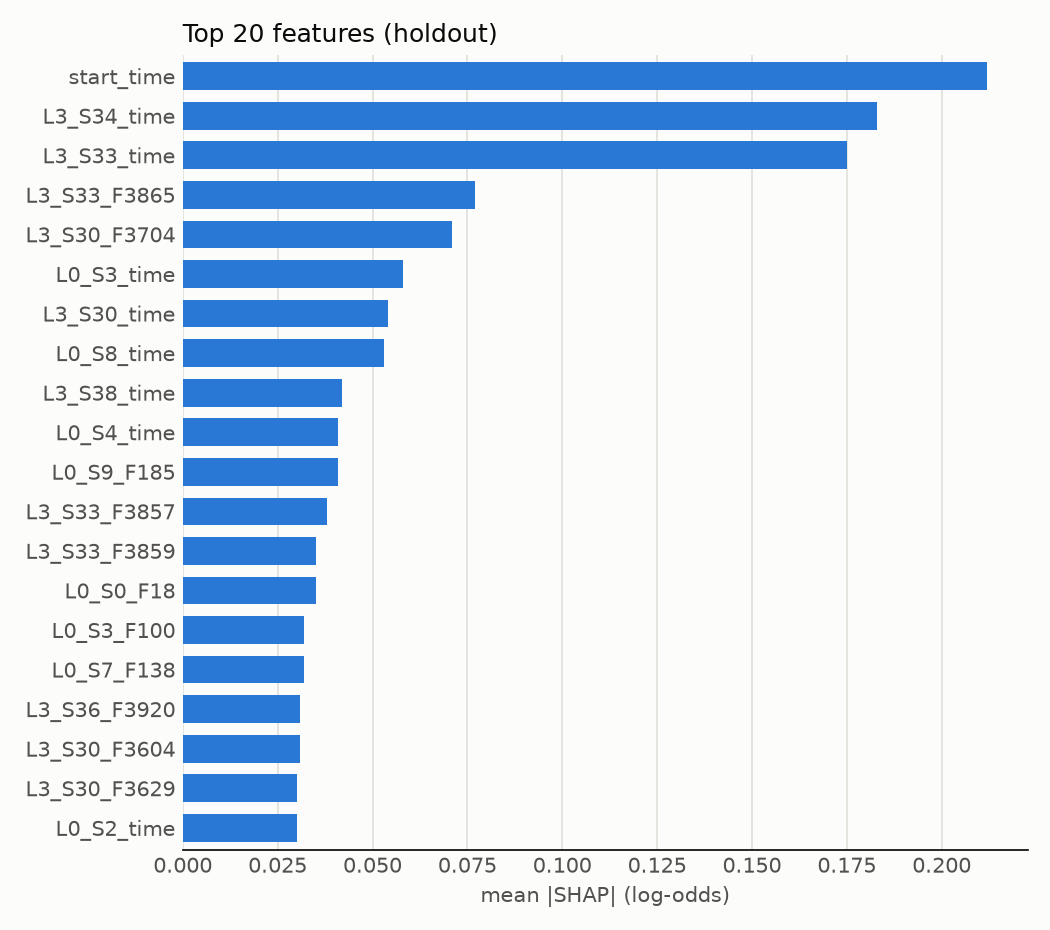 Top 20 features (holdout)
start_time
L3_S34_time
L3_S33_time
L3_S33_F3865
L3_S30_F3704
L0_S3_time
L3_S30_time
L0_S8_time
L3_S38_time
L0_S4_time
L0_S9_F185
L3_S33_F3857
L3_S33_F3859
L0_S0_F18
L0_S3_F100
L0_S7_F138
L3_S36_F3920
L3_S30_F3604
L3_S30_F3629
L0_S2_time
0.000 0.025 0.050 0.075 0.100 0.125 0.150 0.175 0.200
mean |SHAP| (log-odds)